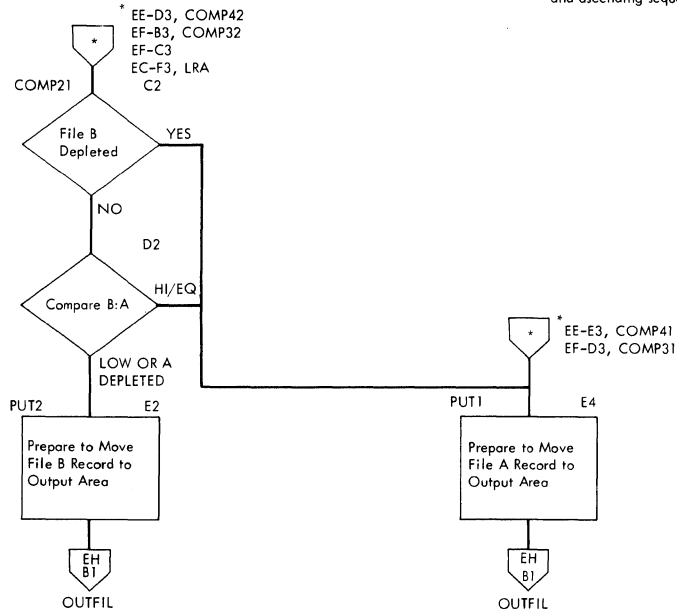 and ascending sequ
* EE-D3, COMP42
EF-B3, COMP32
EF-C3
EC-F3, LRA
*
COMP21
C2
File B
Depleted
YES
NO
D2
Compare B:A
HI/EQ
LOW OR A
DEPLETED
* EE-E3, COMP41
EF-D3, COMP31
*
PUT2
E2
PUT1
E4
Prepare to Move
File B Record to
Output Area
Prepare to Move
File A Record to
Output Area
EH
B1
OUTFIL
EH
B1
OUTFIL